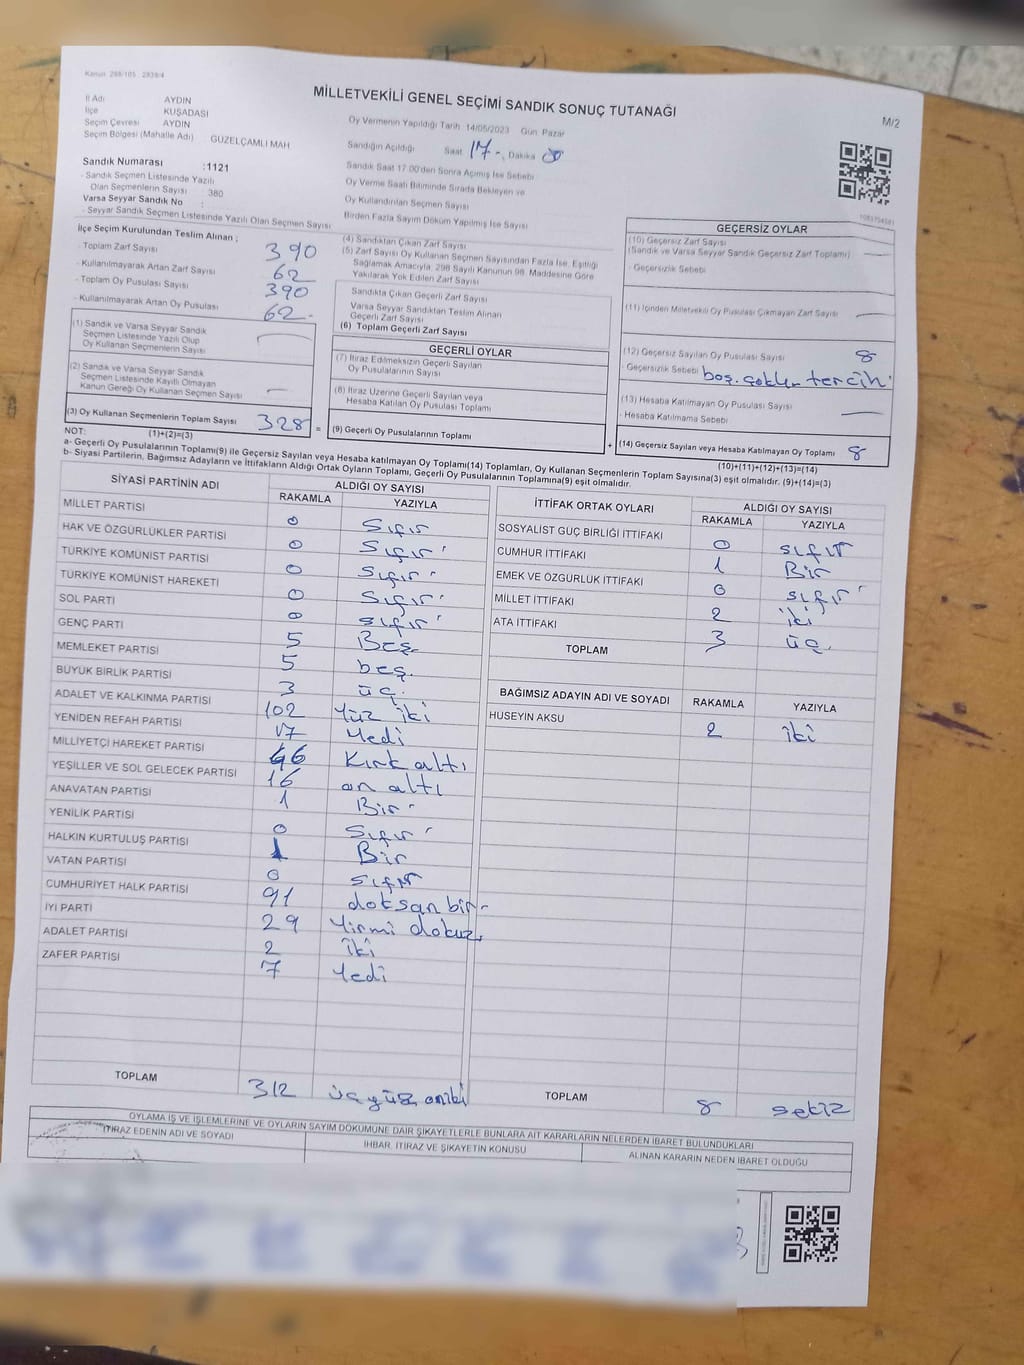 Kanun 298/105 , 2839/4
MİLLETVEKİLİ GENEL SEÇİMİ SANDIK SONUÇ TUTANAĞI
M/2
İl Adı AYDIN
İlçe KUŞADASI
Seçim Çevresi AYDIN
Seçim Bölgesi (Mahalle Adı) GÜZELÇAMLI MAH
Sandık Numarası :1121
- Sandık Seçmen Listesinde Yazılı
Olan Seçmenlerin Sayısı : 380
Varsa Seyyar Sandık No :
- Seyyar Sandık Seçmen Listesinde Yazılı Olan Seçmen Sayısı
Oy Vermenin Yapıldığı Tarih 14/05/2023 Gün Pazar
Sandığın Açıldığı Saat 17-, Dakika
Sandık Saat 17.00'den Sonra Açılmış İse Sebebi
Oy Verme Saati Bitiminde Sırada Bekleyen ve
Oy Kullandırılan Seçmen Sayısı
Birden Fazla Sayım Döküm Yapılmış İse Sayısı
İlçe Seçim Kurulundan Teslim Alınan ;
- Toplam Zarf Sayısı 390
- Kullanılmayarak Artan Zarf Sayısı 62
- Toplam Oy Pusulası Sayısı 390
- Kullanılmayarak Artan Oy Pusulası 62-
(1) Sandık ve Varsa Seyyar Sandık
Seçmen Listesinde Yazılı Olup
Oy Kullanan Seçmenlerin Sayısı
(2) Sandık ve Varsa Seyyar Sandık
Seçmen Listesinde Kayıtlı Olmayan
Kanun Gereği Oy Kullanan Seçmen Sayısı
(3) Oy Kullanan Seçmenlerin Toplam Sayısı 328 =
(1)+(2)=(3)
(4) Sandıktan Çıkan Zarf Sayısı
(5) Zarf Sayısı Oy Kullanan Seçmen Sayısından Fazla İse, Eşitliği
Sağlamak Amacıyla, 298 Sayılı Kanunun 98. Maddesine Göre
Yakılarak Yok Edilen Zarf Sayısı
Sandıkta Çıkan Geçerli Zarf Sayısı
Varsa Seyyar Sandıktan Teslim Alınan
Geçerli Zarf Sayısı
(6) Toplam Geçerli Zarf Sayısı
GEÇERLİ OYLAR
(7) İtiraz Edilmeksizin Geçerli Sayılan
Oy Pusulalarının Sayısı
(8) İtiraz Üzerine Geçerli Sayılan veya
Hesaba Katılan Oy Pusulası Toplamı
(9) Geçerli Oy Pusulalarının Toplamı +
GEÇERSİZ OYLAR
(10) Geçersiz Zarf Sayısı
(Sandık ve Varsa Seyyar Sandık Geçersiz Zarf Toplamı)
- Geçersizlik Sebebi
(11) İçinden Milletvekili Oy Pusulası Çıkmayan Zarf Sayısı
(12) Geçersiz Sayılan Oy Pusulası Sayısı 8
- Geçersizlik Sebebi boş. çoklu tercih
(13) Hesaba Katılmayan Oy Pusulası Sayısı
- Hesaba Katılmama Sebebi
(14) Geçersiz Sayılan veya Hesaba Katılmayan Oy Toplamı 8
(10)+(11)+(12)+(13)=(14)
NOT:
a- Geçerli Oy Pusulalarının Toplamı(9) ile Geçersiz Sayılan veya Hesaba katılmayan Oy Toplamı(14) Toplamları, Oy Kullanan Seçmenlerin Toplam Sayısına(3) eşit olmalıdır. (9)+(14)=(3)
b- Siyasi Partilerin, Bağımsız Adayların ve İttifakların Aldığı Ortak Oyların Toplamı, Geçerli Oy Pusulalarının Toplamına(9) eşit olmalıdır.
SİYASİ PARTİNİN ADI ALDIĞI OY SAYISI
RAKAMLA YAZIYLA
MİLLET PARTİSİ 0 Sıfır
HAK VE ÖZGÜRLÜKLER PARTİSİ 0 Sıfır
TÜRKİYE KOMÜNİST PARTİSİ 0 Sıfır
TÜRKİYE KOMÜNİST HAREKETİ 0 Sıfır
SOL PARTİ 0 sıfır
GENÇ PARTİ 5 Beş
MEMLEKET PARTİSİ 5 beş.
BÜYÜK BİRLİK PARTİSİ 3 üç.
ADALET VE KALKINMA PARTİSİ 102 Yüz iki
YENİDEN REFAH PARTİSİ 7 Yedi
MİLLİYETÇİ HAREKET PARTİSİ 46 Kırk altı
YEŞİLLER VE SOL GELECEK PARTİSİ 16 on altı
ANAVATAN PARTİSİ 1 Bir
YENİLİK PARTİSİ 0 Sıfır
HALKIN KURTULUŞ PARTİSİ 1 Bir
VATAN PARTİSİ 0 sıfır
CUMHURİYET HALK PARTİSİ 91 doksan bir-
İYİ PARTİ 29 Yirmi dokuz
ADALET PARTİSİ 2 iki
ZAFER PARTİSİ 7 Yedi
TOPLAM 312 üç yüz oniki
İTTİFAK ORTAK OYLARI ALDIĞI OY SAYISI
RAKAMLA YAZIYLA
SOSYALİST GÜÇ BİRLİĞİ İTTİFAKI 0 sıfır
CUMHUR İTTİFAKI 1 Bir
EMEK VE ÖZGÜRLÜK İTTİFAKI 0 sıfır
MİLLET İTTİFAKI 2 iki
ATA İTTİFAKI 3 üç.
TOPLAM
BAĞIMSIZ ADAYIN ADI VE SOYADI RAKAMLA YAZIYLA
HÜSEYİN AKSU 2 iki
TOPLAM 8 sekiz
OYLAMA İŞ VE İŞLEMLERİNE VE OYLARIN SAYIM DÖKÜMÜNE DAİR ŞİKAYETLERLE BUNLARA AİT KARARLARIN NELERDEN İBARET BULUNDUKLARI
İTİRAZ EDENİN ADI VE SOYADI İHBAR, İTİRAZ VE ŞİKAYETİN KONUSU ALINAN KARARIN NEDEN İBARET OLDUĞU